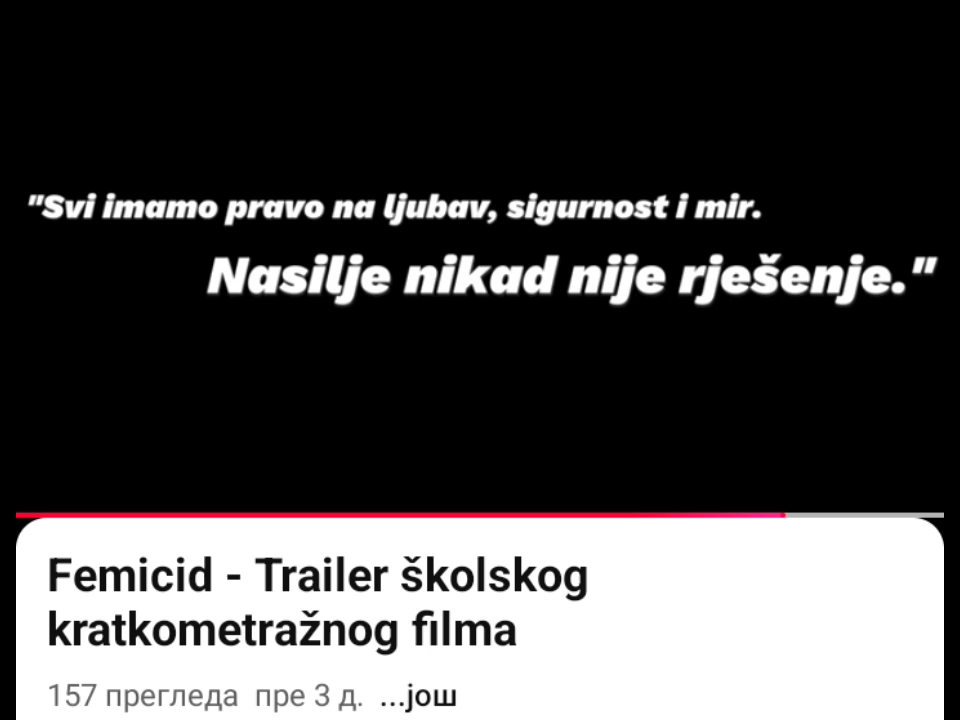 "Svi imamo pravo na ljubav, sigurnost i mir.
Nasilje nikad nije rješenje."
Femicid - Trailer školskog
kratkometražnog filma
157 прегледа пре 3 д. ...још